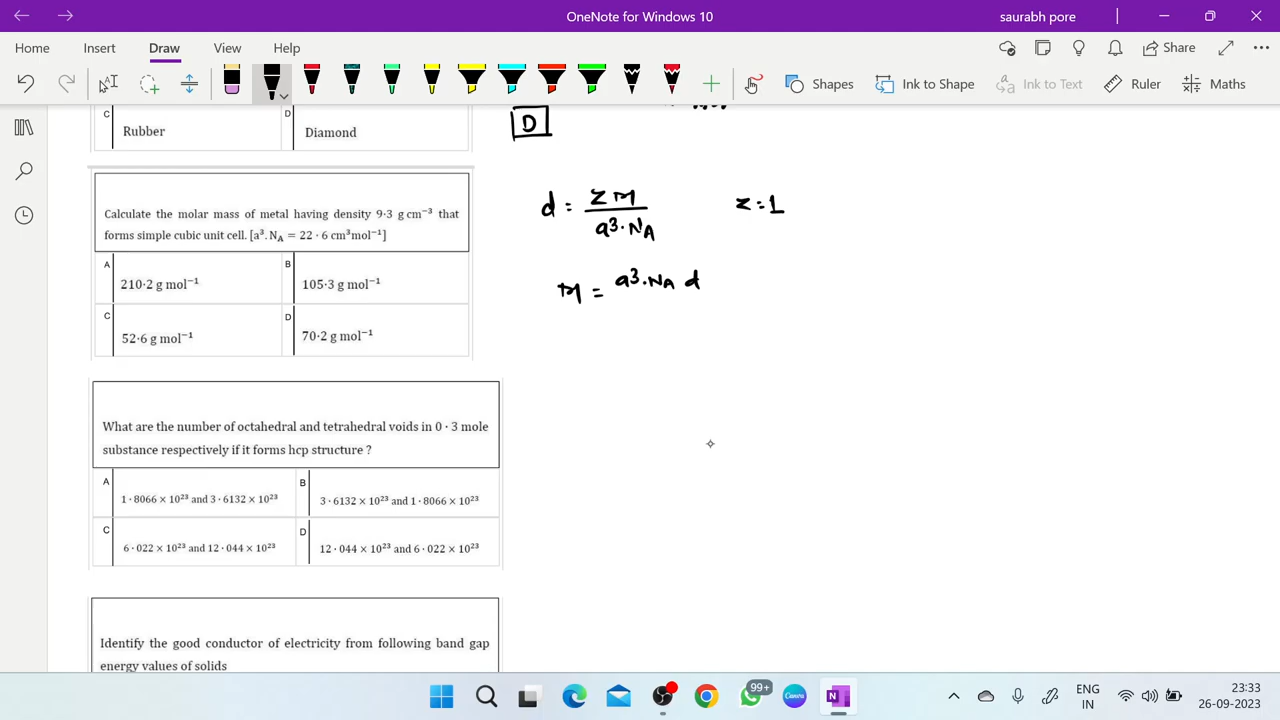 OneNote for Windows 10
saurabh pore
Home Insert Draw View Help
Share
Shapes Ink to Shape Ink to Text Ruler Maths
C Rubber D Diamond
D
Calculate the molar mass of metal having density 9·3 g cm⁻³ that
forms simple cubic unit cell. [a³. N_A = 22 · 6 cm³mol⁻¹]
A 210·2 g mol⁻¹ B 105·3 g mol⁻¹
C 52·6 g mol⁻¹ D 70·2 g mol⁻¹
d = Z M / a³·N_A z = 1
M = a³·N_A d
What are the number of octahedral and tetrahedral voids in 0 · 3 mole
substance respectively if it forms hcp structure ?
A 1 · 8066 × 10²³ and 3 · 6132 × 10²³ B 3 · 6132 × 10²³ and 1 · 8066 × 10²³
C 6 · 022 × 10²³ and 12 · 044 × 10²³ D 12 · 044 × 10²³ and 6 · 022 × 10²³
Identify the good conductor of electricity from following band gap
energy values of solids
99+
ENG
IN
23:33
26-09-2023